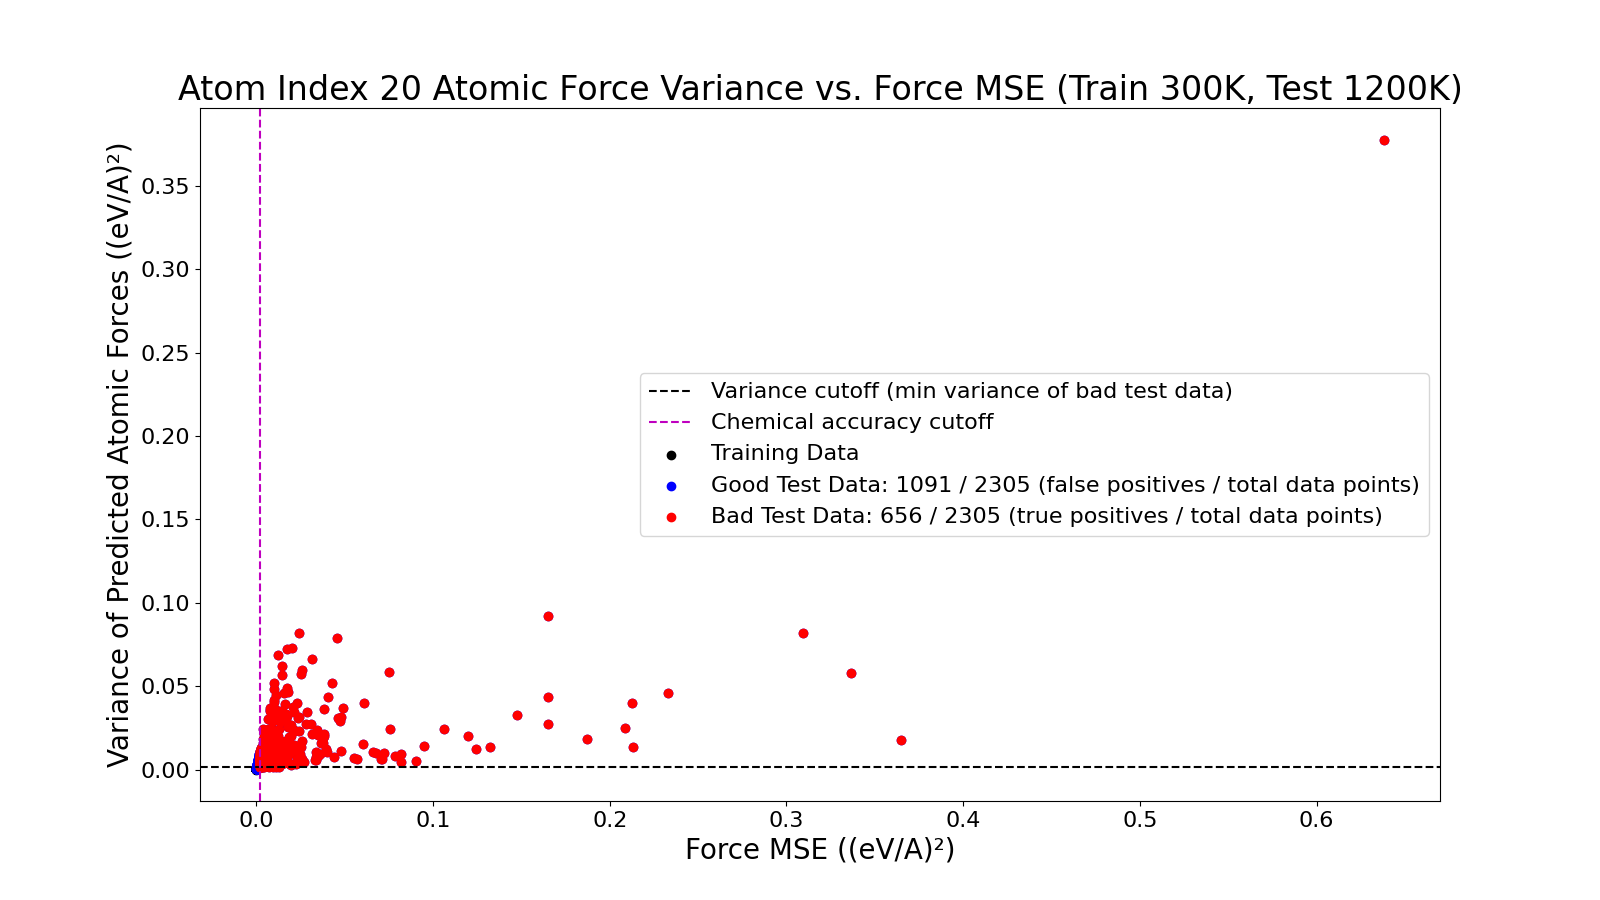 Atom Index 20 Atomic Force Variance vs. Force MSE (Train 300K, Test 1200K)
Variance of Predicted Atomic Forces ((eV/A)²)
0.35
0.30
0.25
0.20
0.15
0.10
0.05
0.00
Variance cutoff (min variance of bad test data)
Chemical accuracy cutoff
Training Data
Good Test Data: 1091 / 2305 (false positives / total data points)
Bad Test Data: 656 / 2305 (true positives / total data points)
0.0 0.1 0.2 0.3 0.4 0.5 0.6
Force MSE ((eV/A)²)